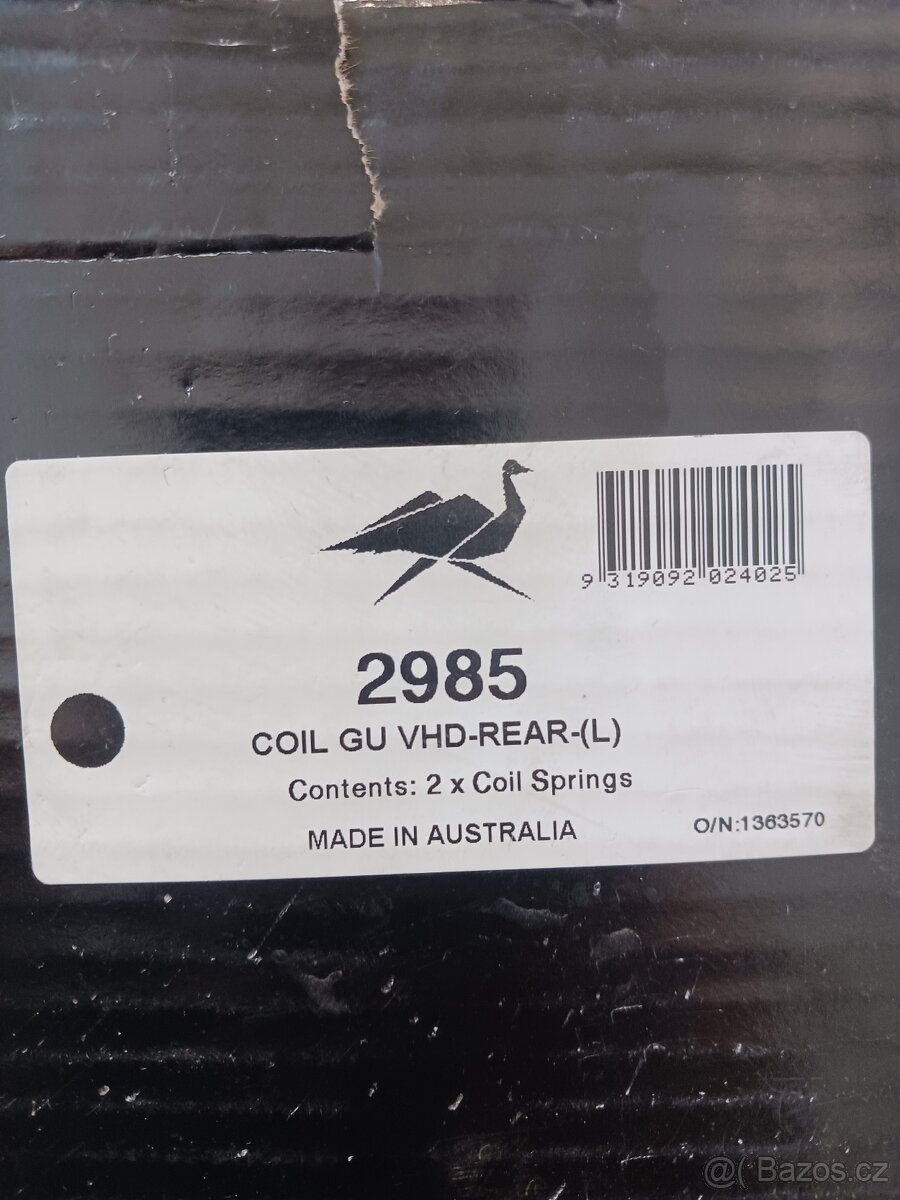 9 319092 024025
2985
COIL GU VHD-REAR-(L)
Contents: 2 x Coil Springs
MADE IN AUSTRALIA
O/N:1363570
@( Bazos.cz